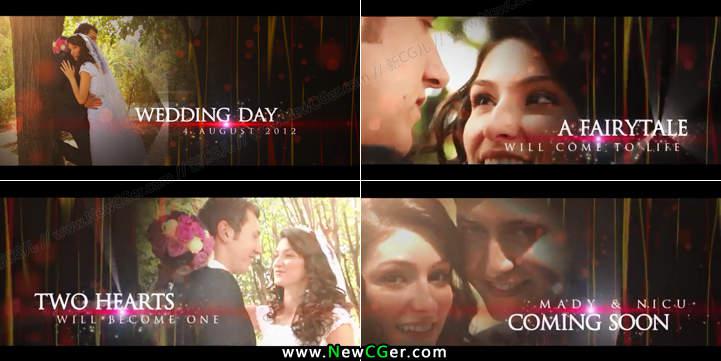 WEDDING DAY
4 AUGUST 2012
A FAIRYTALE
WILL COME TO LIFE
TWO HEARTS
WILL BECOME ONE
MADY & NICU
COMING SOON
www.NewCGer.com